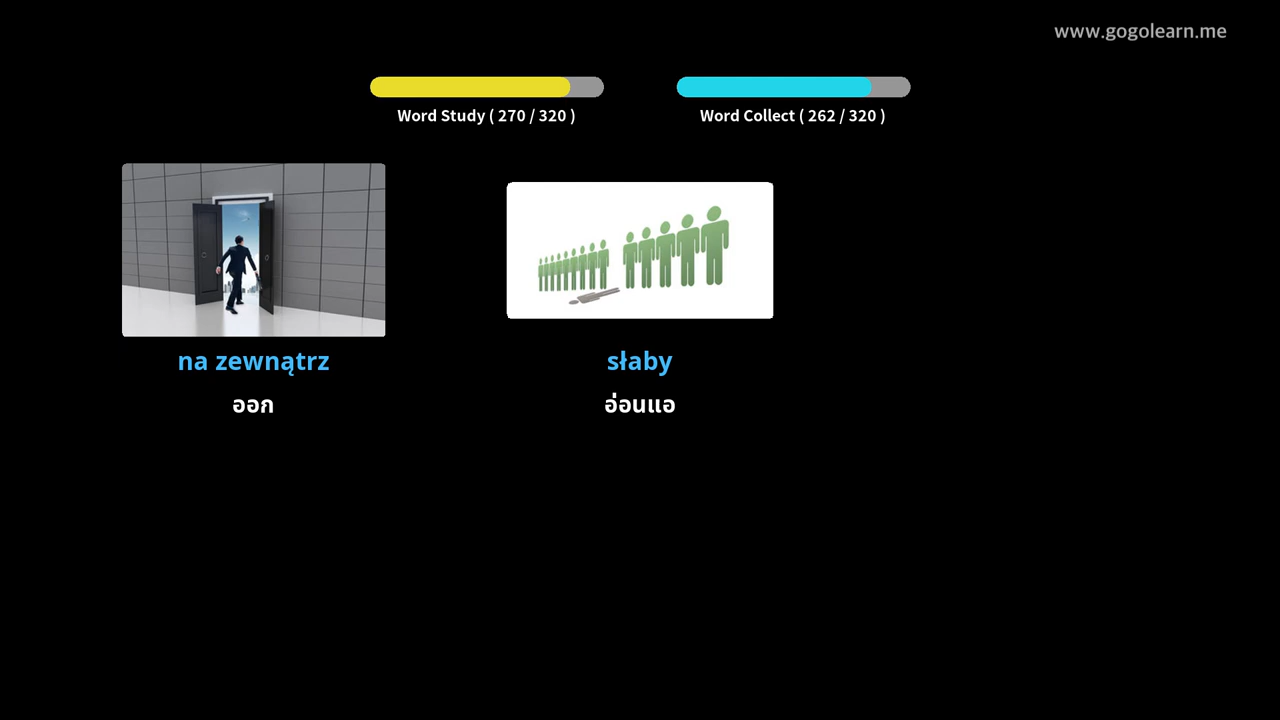 www.gogolearn.me
Word Study ( 270 / 320 )
Word Collect ( 262 / 320 )
na zewnątrz
słaby
ออก
อ่อนแอ